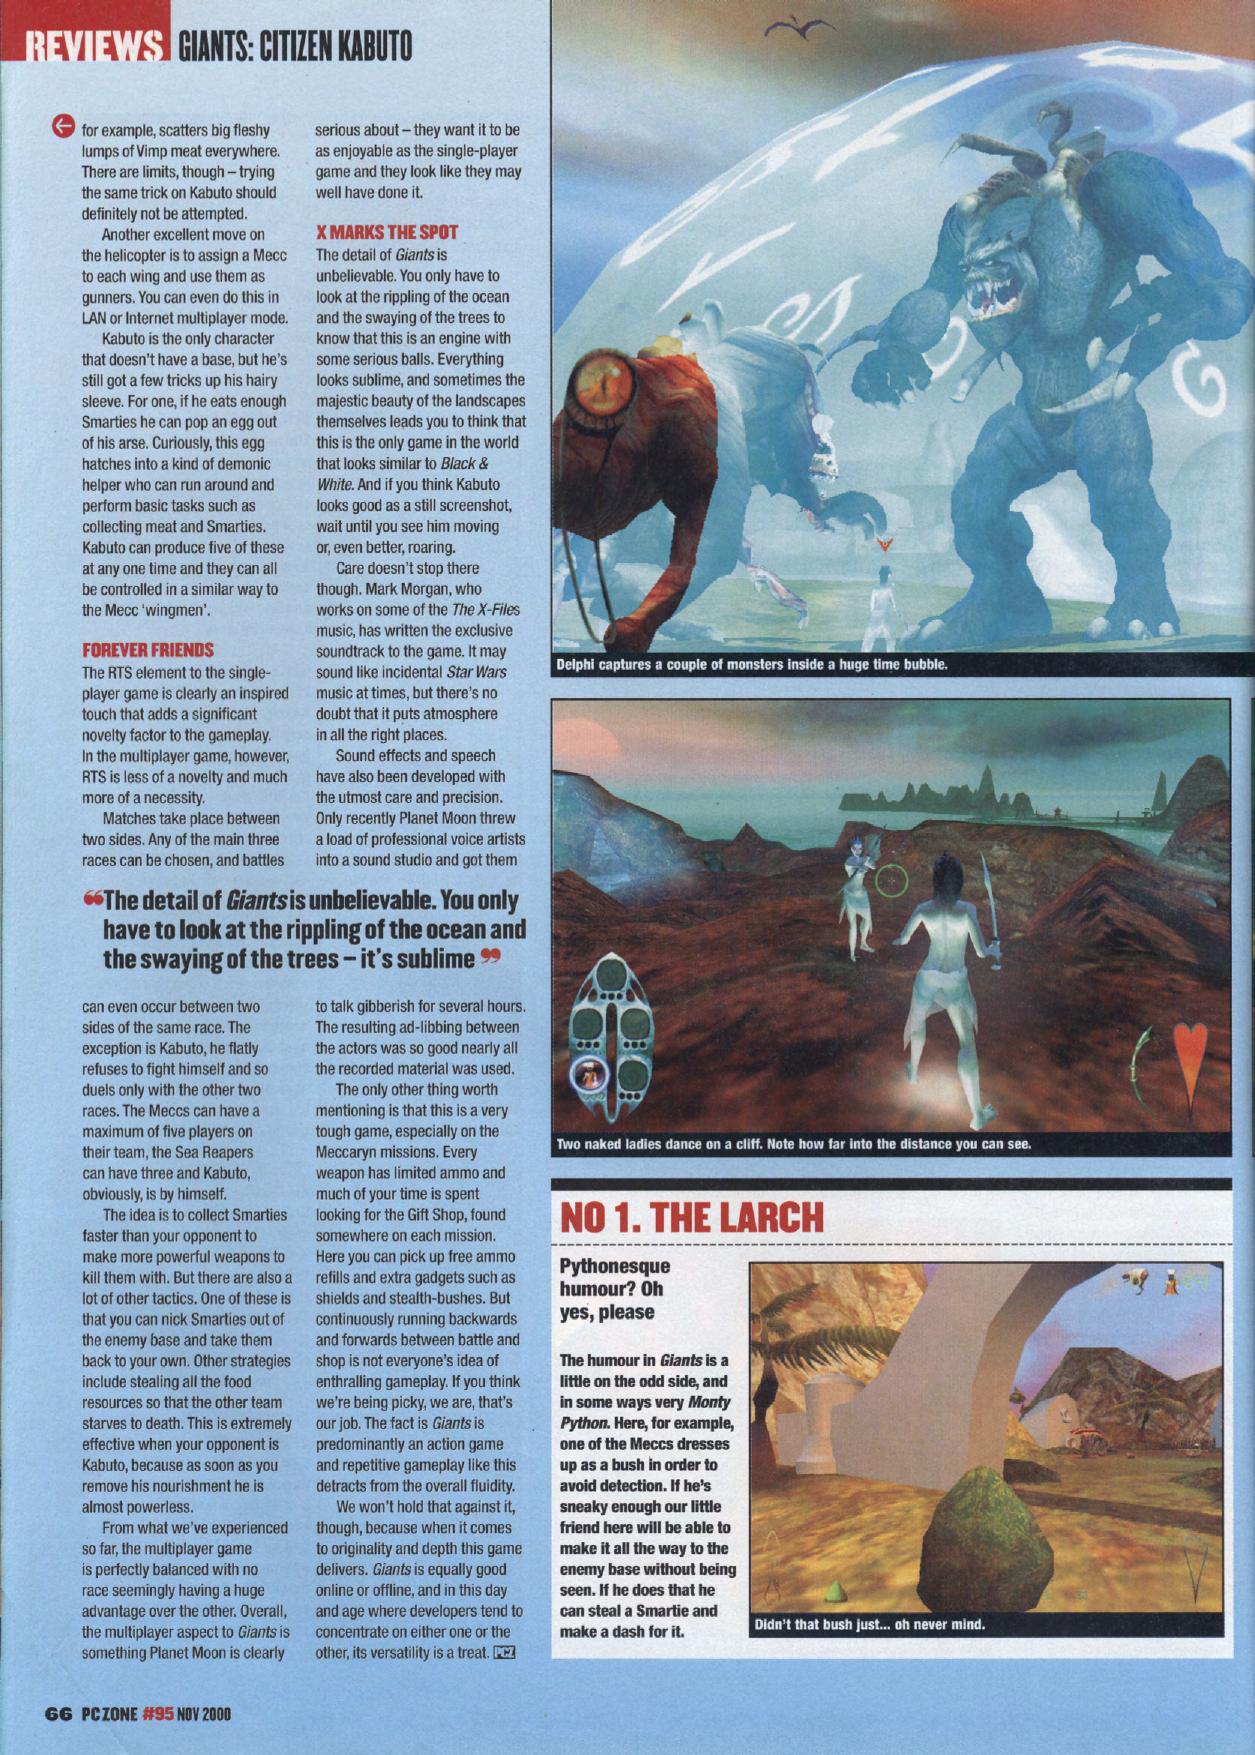 REVIEWS GIANTS: CITIZEN KABUTO
for example, scatters big fleshy
lumps of Vimp meat everywhere.
There are limits, though – trying
the same trick on Kabuto should
definitely not be attempted.
Another excellent move on
the helicopter is to assign a Mecc
to each wing and use them as
gunners. You can even do this in
LAN or Internet multiplayer mode.
Kabuto is the only character
that doesn't have a base, but he's
still got a few tricks up his hairy
sleeve. For one, if he eats enough
Smarties he can pop an egg out
of his arse. Curiously, this egg
hatches into a kind of demonic
helper who can run around and
perform basic tasks such as
collecting meat and Smarties.
Kabuto can produce five of these
at any one time and they can all
be controlled in a similar way to
the Mecc 'wingmen'.
FOREVER FRIENDS
The RTS element to the single-
player game is clearly an inspired
touch that adds a significant
novelty factor to the gameplay.
In the multiplayer game, however,
RTS is less of a novelty and much
more of a necessity.
Matches take place between
two sides. Any of the main three
races can be chosen, and battles
can even occur between two
sides of the same race. The
exception is Kabuto, he flatly
refuses to fight himself and so
duels only with the other two
races. The Meccs can have a
maximum of five players on
their team, the Sea Reapers
can have three and Kabuto,
obviously, is by himself.
The idea is to collect Smarties
faster than your opponent to
make more powerful weapons to
kill them with. But there are also a
lot of other tactics. One of these is
that you can nick Smarties out of
the enemy base and take them
back to your own. Other strategies
include stealing all the food
resources so that the other team
starves to death. This is extremely
effective when your opponent is
Kabuto, because as soon as you
remove his nourishment he is
almost powerless.
From what we've experienced
so far, the multiplayer game
is perfectly balanced with no
race seemingly having a huge
advantage over the other. Overall,
the multiplayer aspect to Giants is
something Planet Moon is clearly
serious about – they want it to be
as enjoyable as the single-player
game and they look like they may
well have done it.
X MARKS THE SPOT
The detail of Giants is
unbelievable. You only have to
look at the rippling of the ocean
and the swaying of the trees to
know that this is an engine with
some serious balls. Everything
looks sublime, and sometimes the
majestic beauty of the landscapes
themselves leads you to think that
this is the only game in the world
that looks similar to Black &
White. And if you think Kabuto
looks good as a still screenshot,
wait until you see him moving
or, even better, roaring.
Care doesn't stop there
though. Mark Morgan, who
works on some of the The X-Files
music, has written the exclusive
soundtrack to the game. It may
sound like incidental Star Wars
music at times, but there's no
doubt that it puts atmosphere
in all the right places.
Sound effects and speech
have also been developed with
the utmost care and precision.
Only recently Planet Moon threw
a load of professional voice artists
into a sound studio and got them
to talk gibberish for several hours.
The resulting ad-libbing between
the actors was so good nearly all
the recorded material was used.
The only other thing worth
mentioning is that this is a very
tough game, especially on the
Meccaryn missions. Every
weapon has limited ammo and
much of your time is spent
looking for the Gift Shop, found
somewhere on each mission.
Here you can pick up free ammo
refills and extra gadgets such as
shields and stealth-bushes. But
continuously running backwards
and forwards between battle and
shop is not everyone's idea of
enthralling gameplay. If you think
we're being picky, we are, that's
our job. The fact is Giants is
predominantly an action game
and repetitive gameplay like this
detracts from the overall fluidity.
We won't hold that against it,
though, because when it comes
to originality and depth this game
delivers. Giants is equally good
online or offline, and in this day
and age where developers tend to
concentrate on either one or the
other, its versatility is a treat. PCZ
“The detail of Giants is unbelievable. You only
have to look at the rippling of the ocean and
the swaying of the trees – it's sublime”
Delphi captures a couple of monsters inside a huge time bubble.
Two naked ladies dance on a cliff. Note how far into the distance you can see.
NO 1. THE LARCH
Pythonesque
humour? Oh
yes, please
The humour in Giants is a
little on the odd side, and
in some ways very Monty
Python. Here, for example,
one of the Meccs dresses
up as a bush in order to
avoid detection. If he's
sneaky enough our little
friend here will be able to
make it all the way to the
enemy base without being
seen. If he does that he
can steal a Smartie and
make a dash for it.
Didn't that bush just... oh never mind.
66 PCZONE #95 NOV 2000